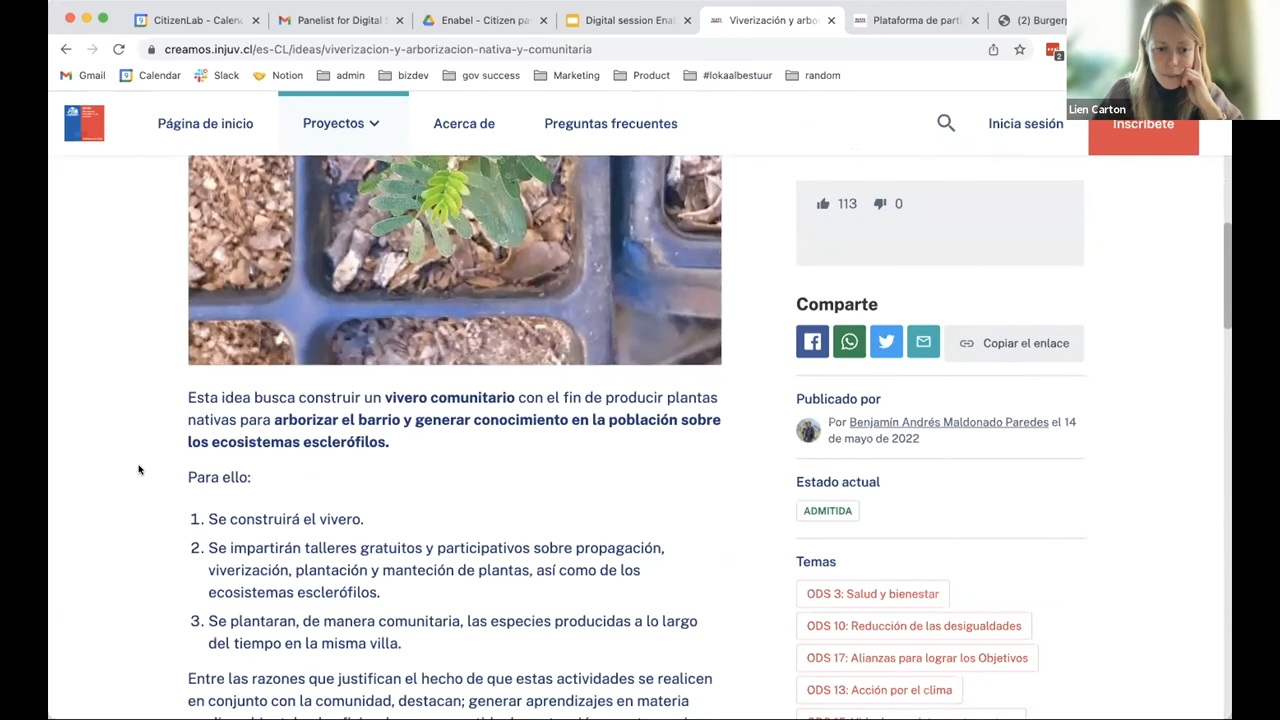 CitizenLab - Calen
Panelist for Digital
Enabel - Citizen pa
Digital session Ena
Viverización y arbo
Plataforma de parti
(2) Burgerp
creamos.injuv.cl/es-CL/ideas/viverizacion-y-arborizacion-nativa-y-comunitaria
2
Gmail
9 Calendar
Slack
Notion
admin
bizdev
gov success
Marketing
Product
#lokaalbestuur
random
Lien Carton
Página de inicio
Proyectos
Acerca de
Preguntas frecuentes
Inicia sesión
Inscríbete
113
0
Comparte
Copiar el enlace
Esta idea busca construir un vivero comunitario con el fin de producir plantas
nativas para arborizar el barrio y generar conocimiento en la población sobre
los ecosistemas esclerófilos.
Para ello:
1. Se construirá el vivero.
2. Se impartirán talleres gratuitos y participativos sobre propagación,
viverización, plantación y manteción de plantas, así como de los
ecosistemas esclerófilos.
3. Se plantaran, de manera comunitaria, las especies producidas a lo largo
del tiempo en la misma villa.
Entre las razones que justifican el hecho de que estas actividades se realicen
en conjunto con la comunidad, destacan; generar aprendizajes en materia
Publicado por
Por Benjamín Andrés Maldonado Paredes el 14
de mayo de 2022
Estado actual
ADMITIDA
Temas
ODS 3: Salud y bienestar
ODS 10: Reducción de las desigualdades
ODS 17: Alianzas para lograr los Objetivos
ODS 13: Acción por el clima